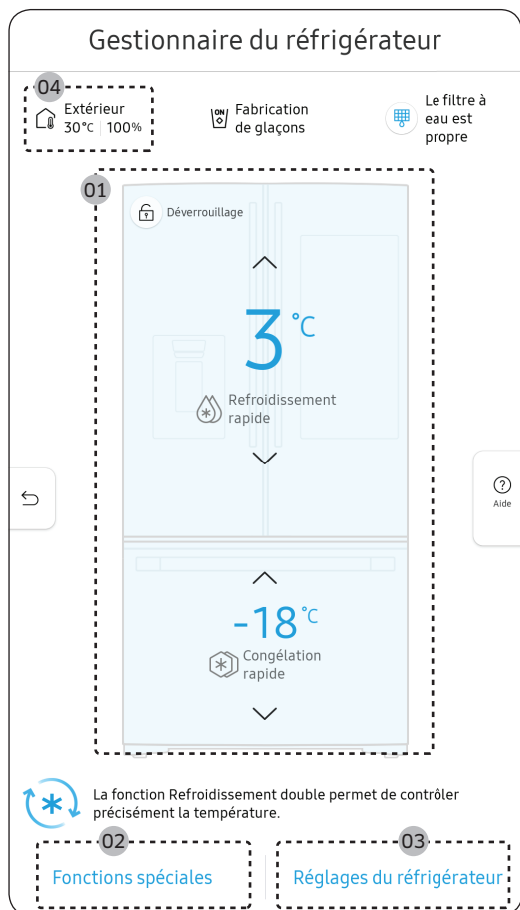 Gestionnaire du réfrigérateur
04
Extérieur
30°C | 100%
ON
Fabrication
de glaçons
Le filtre à
eau est
propre
01
Déverrouillage
3 °C
Refroidissement
rapide
?
Aide
-18 °C
Congélation
rapide
La fonction Refroidissement double permet de contrôler
précisément la température.
02
03
Fonctions spéciales
Réglages du réfrigérateur